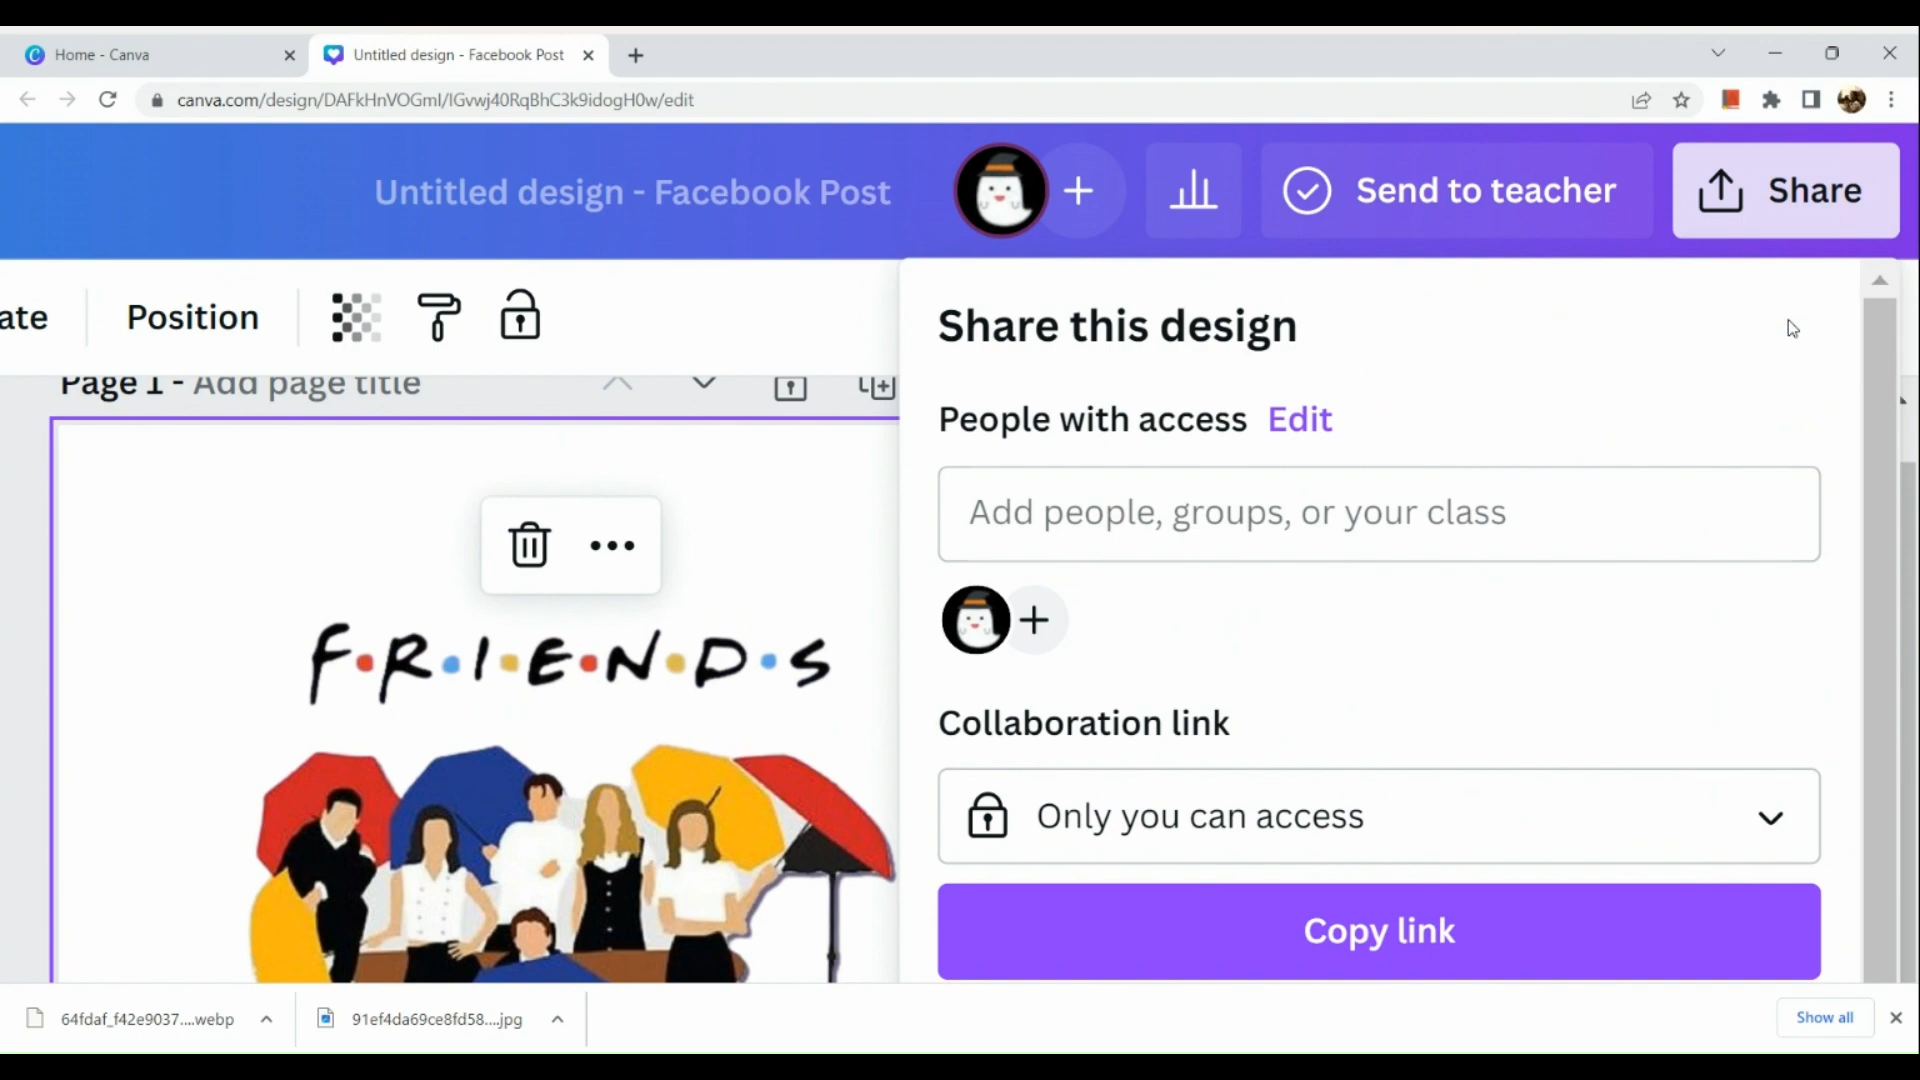 Home - Canva
Untitled design - Facebook Post
canva.com/design/DAFkHnVOGmI/IGvwj40RqBhC3k9idogH0w/edit
Untitled design - Facebook Post
Send to teacher
Share
ate
Position
Page 1 - Add page title
F·R·I·E·N·D·S
Share this design
People with access Edit
Add people, groups, or your class
Collaboration link
Only you can access
Copy link
64fdaf_f42e9037....webp
91ef4da69ce8fd58....jpg
Show all